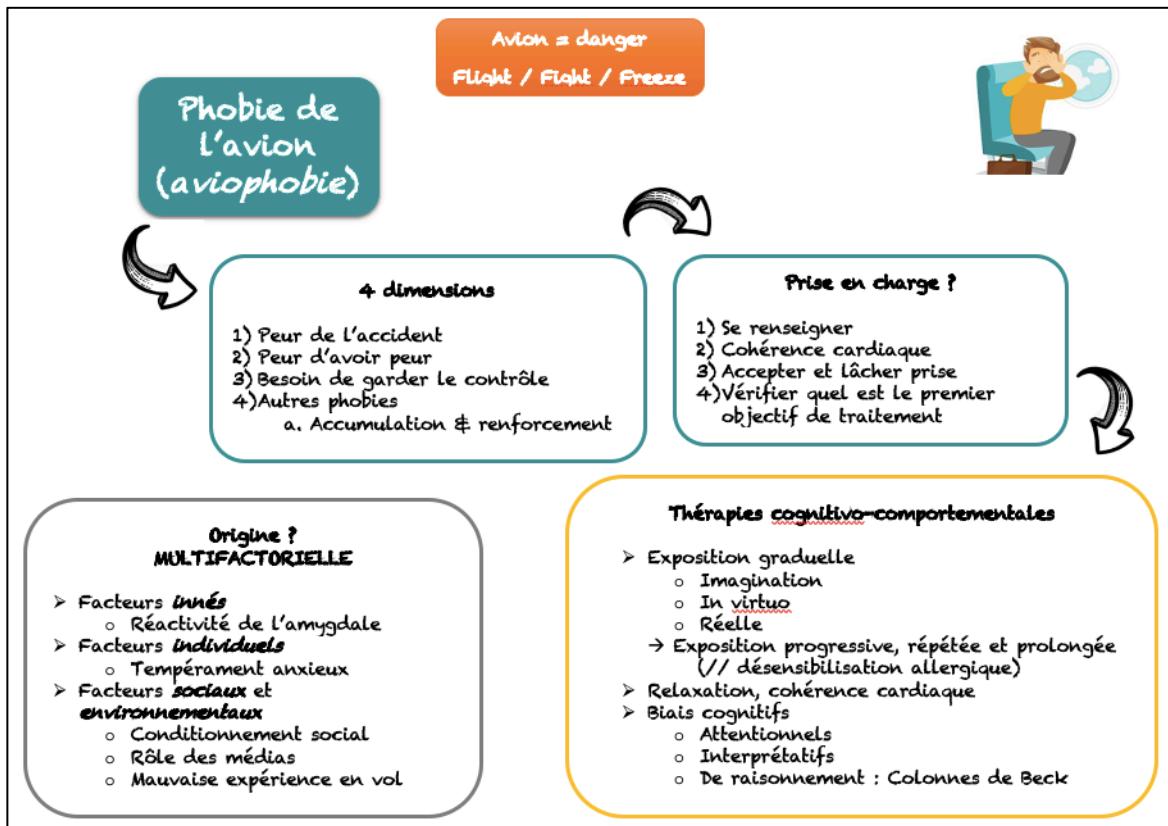 Avion = danger
Flight / Fight / Freeze
Phobie de
l'avion
(aviophobie)
4 dimensions
1) Peur de l'accident
2) Peur d'avoir peur
3) Besoin de garder le contrôle
4) Autres phobies
a. Accumulation & renforcement
Prise en charge ?
1) Se renseigner
2) Cohérence cardiaque
3) Accepter et lâcher prise
4) Vérifier quel est le premier
objectif de traitement
Origine ?
MULTIFACTORIELLE
➢ Facteurs innés
o Réactivité de l'amygdale
➢ Facteurs individuels
o Tempérament anxieux
➢ Facteurs sociaux et
environnementaux
o Conditionnement social
o Rôle des médias
o Mauvaise expérience en vol
Thérapies cognitivo-comportementales
➢ Exposition graduelle
o Imagination
o In virtuo
o Réelle
→ Exposition progressive, répétée et prolongée
(// désensibilisation allergique)
➢ Relaxation, cohérence cardiaque
➢ Biais cognitifs
o Attentionnels
o Interprétatifs
o De raisonnement : Colonnes de Beck